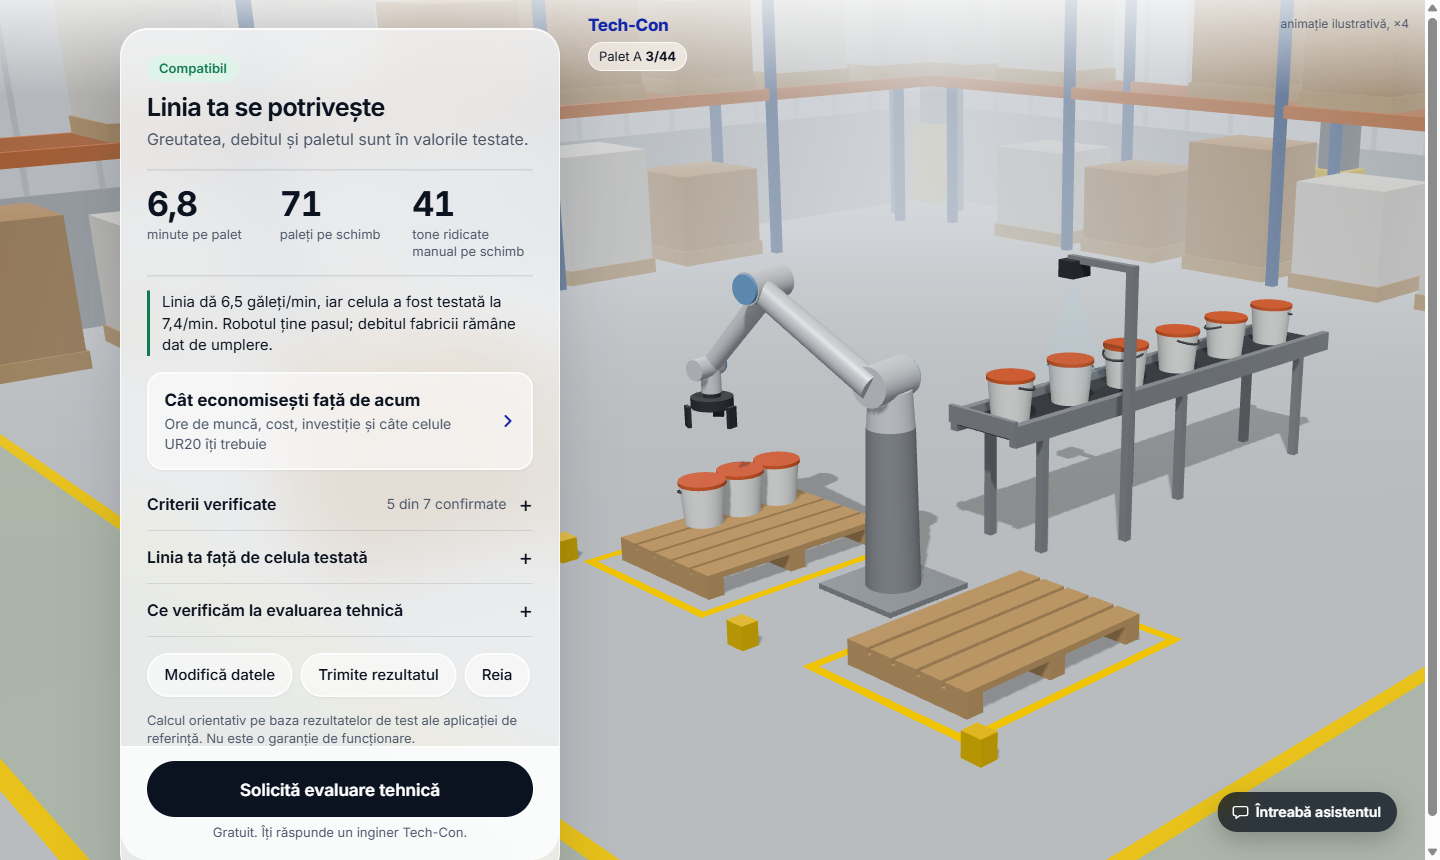 Compatibil
Linia ta se potrivește
Greutatea, debitul și paletul sunt în valorile testate.
6,8
minute pe palet
71
paleți pe schimb
41
tone ridicate
manual pe schimb
Linia dă 6,5 găleți/min, iar celula a fost testată la
7,4/min. Robotul ține pasul; debitul fabricii rămâne
dat de umplere.
Cât economisești față de acum
Ore de muncă, cost, investiție și câte celule
UR20 îți trebuie
Criterii verificate 5 din 7 confirmate +
Linia ta față de celula testată +
Ce verificăm la evaluarea tehnică +
Modifică datele Trimite rezultatul Reia
Calcul orientativ pe baza rezultatelor de test ale aplicației de
referință. Nu este o garanție de funcționare.
Solicită evaluare tehnică
Gratuit. Îți răspunde un inginer Tech-Con.
Tech-Con
Palet A 3/44
animație ilustrativă, ×4
Întreabă asistentul